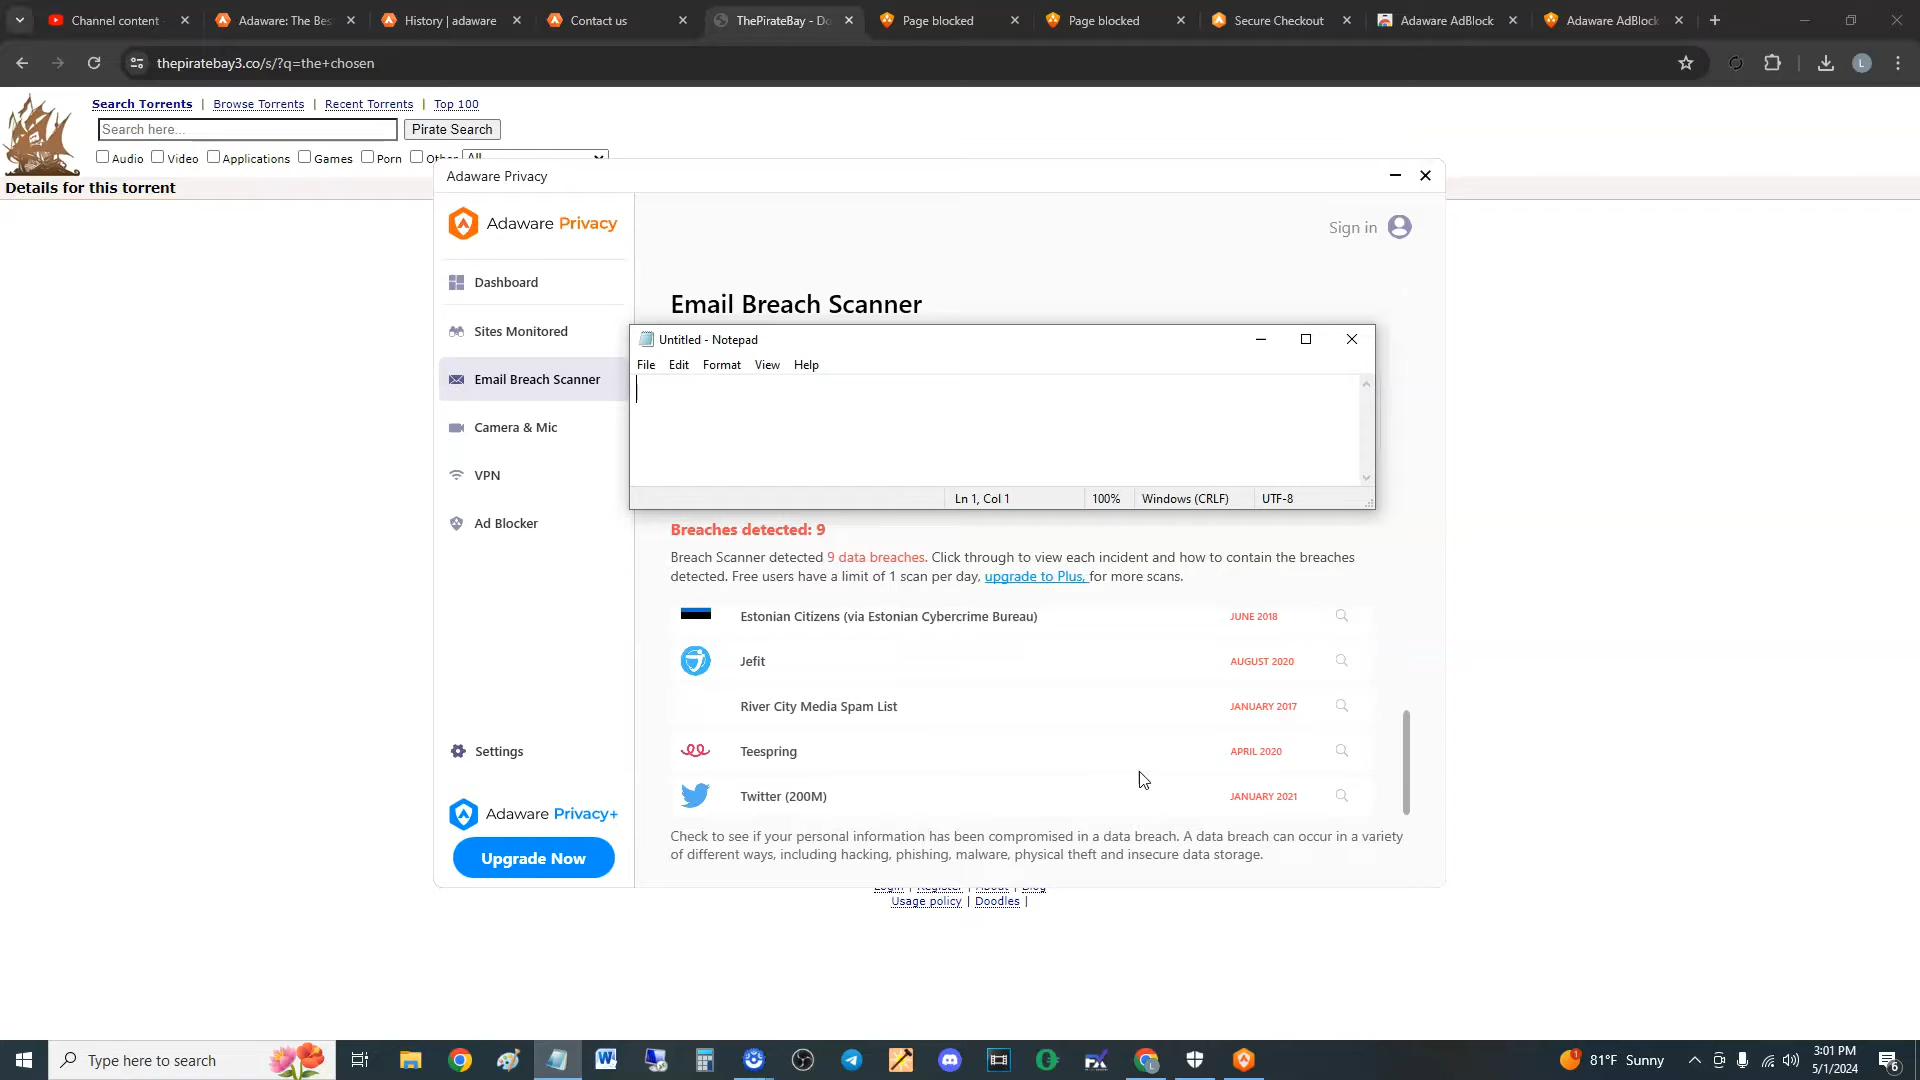 Channel content
Adaware: The Bes
History | adaware
Contact us
ThePirateBay - Do
Page blocked
Page blocked
Secure Checkout
Adaware AdBlock
Adaware AdBlock
thepiratebay3.co/s/?q=the+chosen
L
Search Torrents | Browse Torrents | Recent Torrents | Top 100
Search here...
Pirate Search
Audio Video Applications Games Porn Other All
Details for this torrent
Adaware Privacy
Adaware Privacy
Sign in
Dashboard
Sites Monitored
Email Breach Scanner
Camera & Mic
VPN
Ad Blocker
Settings
Adaware Privacy+
Upgrade Now
Email Breach Scanner
Untitled - Notepad
File Edit Format View Help
Ln 1, Col 1 100% Windows (CRLF) UTF-8
Breaches detected: 9
Breach Scanner detected 9 data breaches. Click through to view each incident and how to contain the breaches
detected. Free users have a limit of 1 scan per day, upgrade to Plus, for more scans.
Estonian Citizens (via Estonian Cybercrime Bureau) JUNE 2018
Jefit AUGUST 2020
River City Media Spam List JANUARY 2017
Teespring APRIL 2020
Twitter (200M) JANUARY 2021
Check to see if your personal information has been compromised in a data breach. A data breach can occur in a variety
of different ways, including hacking, phishing, malware, physical theft and insecure data storage.
Login | Register | About | Blog
Usage policy | Doodles |
Type here to search
1
81°F Sunny
3:01 PM
5/1/2024
6